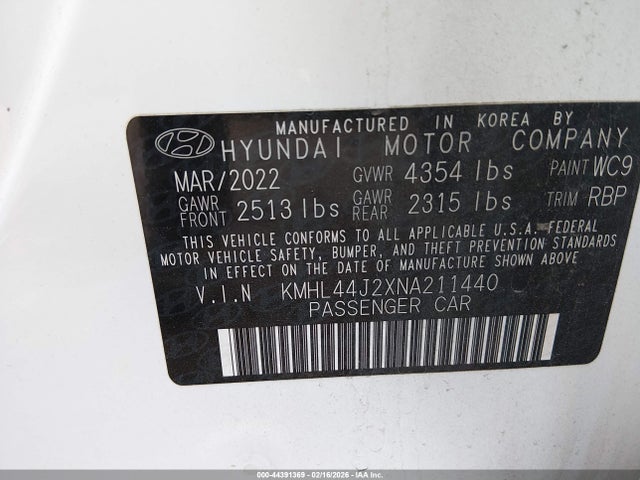 MANUFACTURED IN KOREA BY
HYUNDAI MOTOR COMPANY
MAR/2022 GVWR 4354 lbs PAINT WC9
GAWR FRONT 2513 lbs GAWR REAR 2315 lbs TRIM RBP
THIS VEHICLE CONFORMS TO ALL APPLICABLE U.S.A. FEDERAL
MOTOR VEHICLE SAFETY, BUMPER, AND THEFT PREVENTION STANDARDS
IN EFFECT ON THE DATE OF MANUFACTURE SHOWN ABOVE.
V.I.N KMHL44J2XNA211440
PASSENGER CAR
000-44391369 02/16/2026 Copyright © IAA Inc.